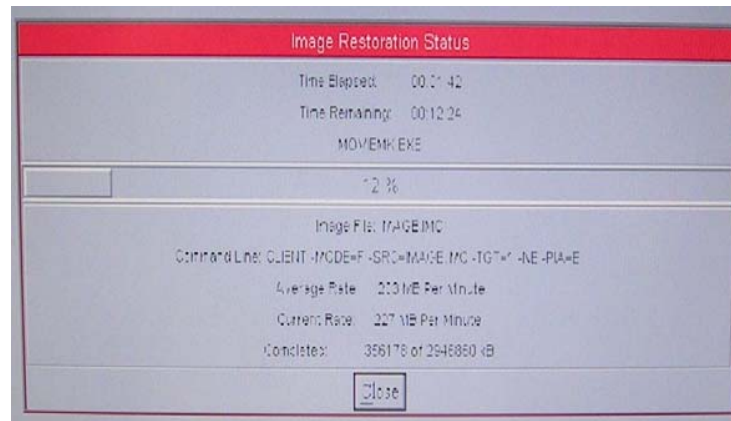 Image Restoration Status
Time Elapsed: 00:01:42
Time Remaining: 00:12:24
MOVIEMK.EXE
12 %
Image File: IMAGE.IMC
Command Line: CLIENT -MODE=F -SRC=IMAGE.IMC -TGT=1 -NE -PIA=E
Average Rate: 203 MB Per Minute
Current Rate: 227 MB Per Minute
Completed: 356178 of 2946860 kB
Close